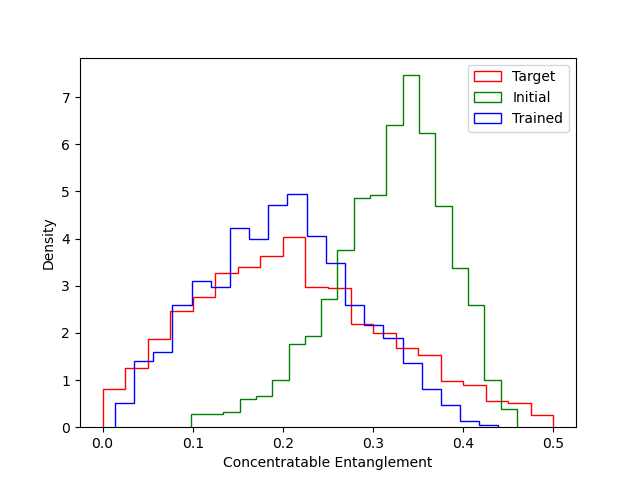 Target
Initial
Trained
7
6
5
4
3
2
1
0
Density
0.0 0.1 0.2 0.3 0.4 0.5
Concentratable Entanglement